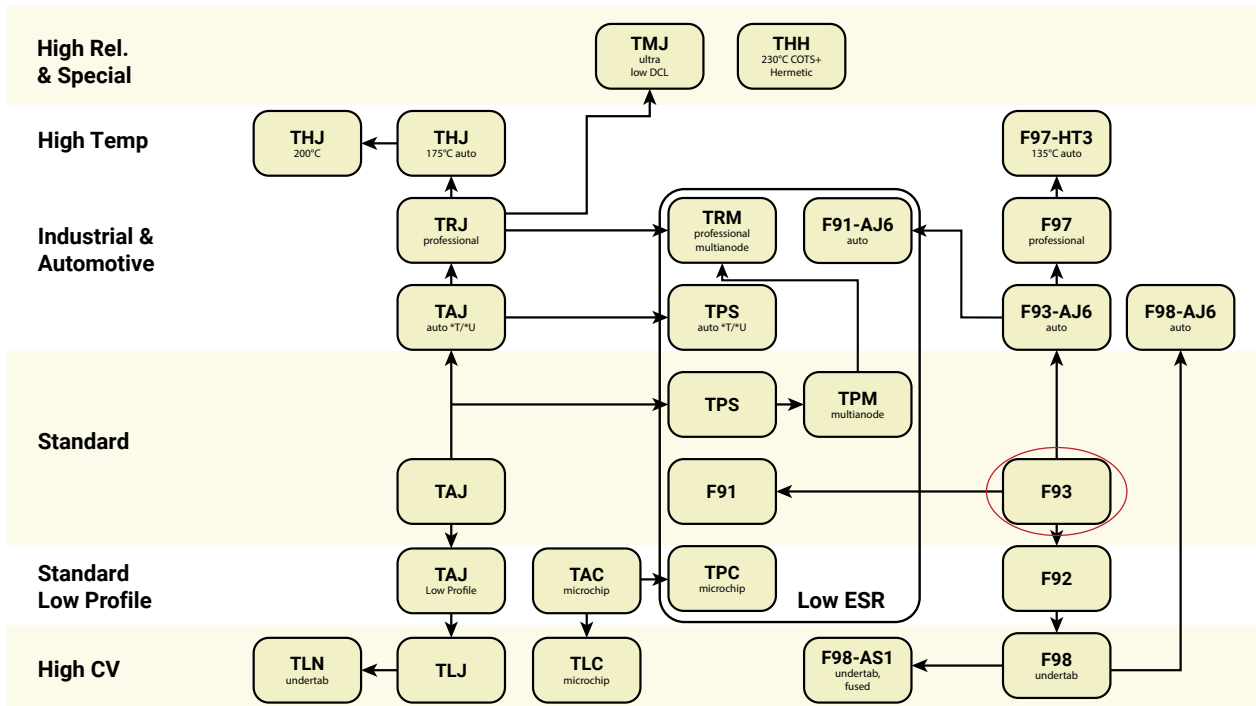 High Rel.
& Special
TMJ
ultra
low DCL
THH
230°C COTS+
Hermetic
High Temp
THJ
200°C
THJ
175°C auto
F97-HT3
135°C auto
Industrial &
Automotive
TRJ
professional
TRM
professional
multianode
F91-AJ6
auto
F97
professional
TAJ
auto *T/*U
TPS
auto *T/*U
F93-AJ6
auto
F98-AJ6
auto
Standard
TPS
TPM
multianode
TAJ
F91
F93
Standard
Low Profile
TAJ
Low Profile
TAC
microchip
TPC
microchip
Low ESR
F92
High CV
TLN
undertab
TLJ
TLC
microchip
F98-AS1
undertab,
fused
F98
undertab